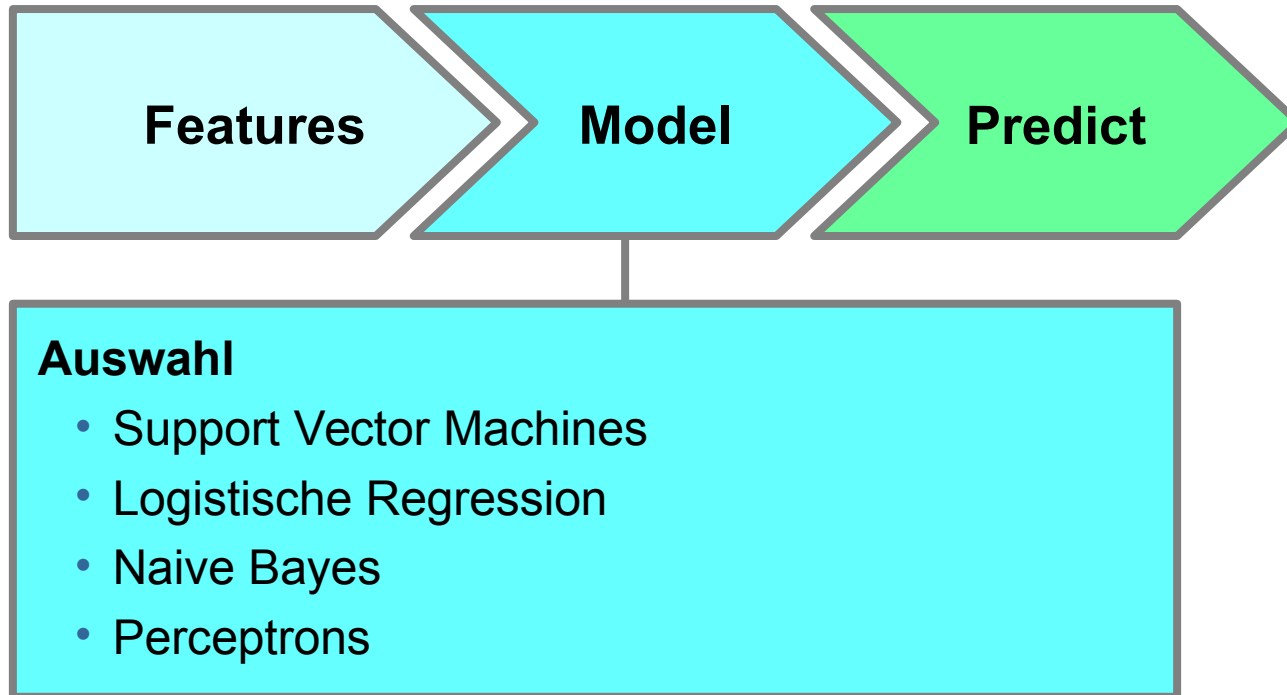 Features
Model
Predict
Auswahl
• Support Vector Machines
• Logistische Regression
• Naive Bayes
• Perceptrons